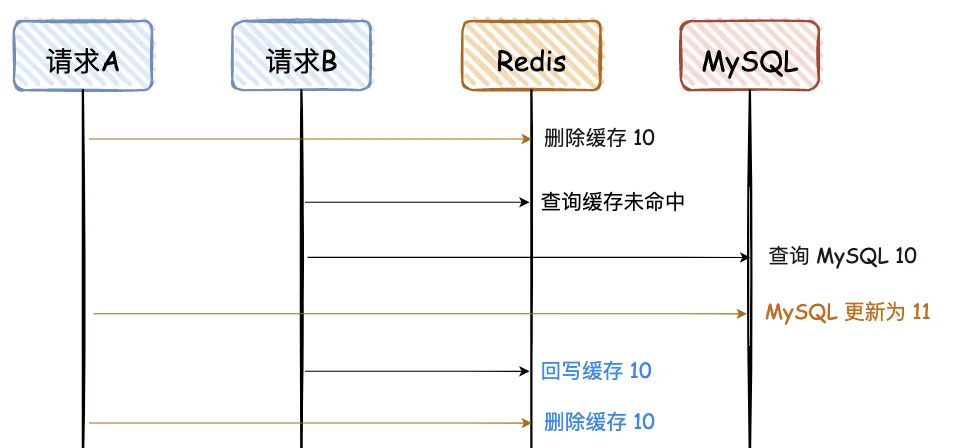 请求A
请求B
Redis
MySQL
删除缓存 10
查询缓存未命中
查询 MySQL 10
MySQL 更新为 11
回写缓存 10
删除缓存 10